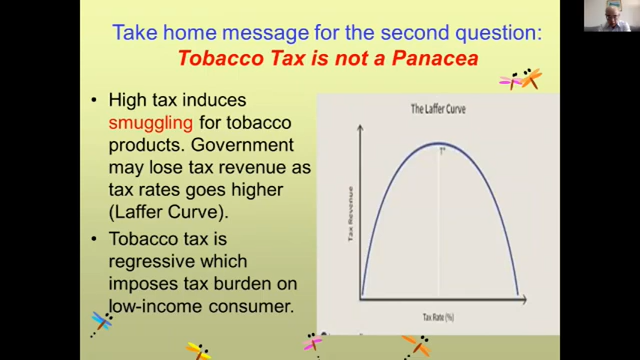 Take home message for the second question:
Tobacco Tax is not a Panacea
• High tax induces
smuggling for tobacco
products. Government
may lose tax revenue as
tax rates goes higher
(Laffer Curve).
• Tobacco tax is
regressive which
imposes tax burden on
low-income consumer.
The Laffer Curve
Tax Revenue
Tax Rate (%)